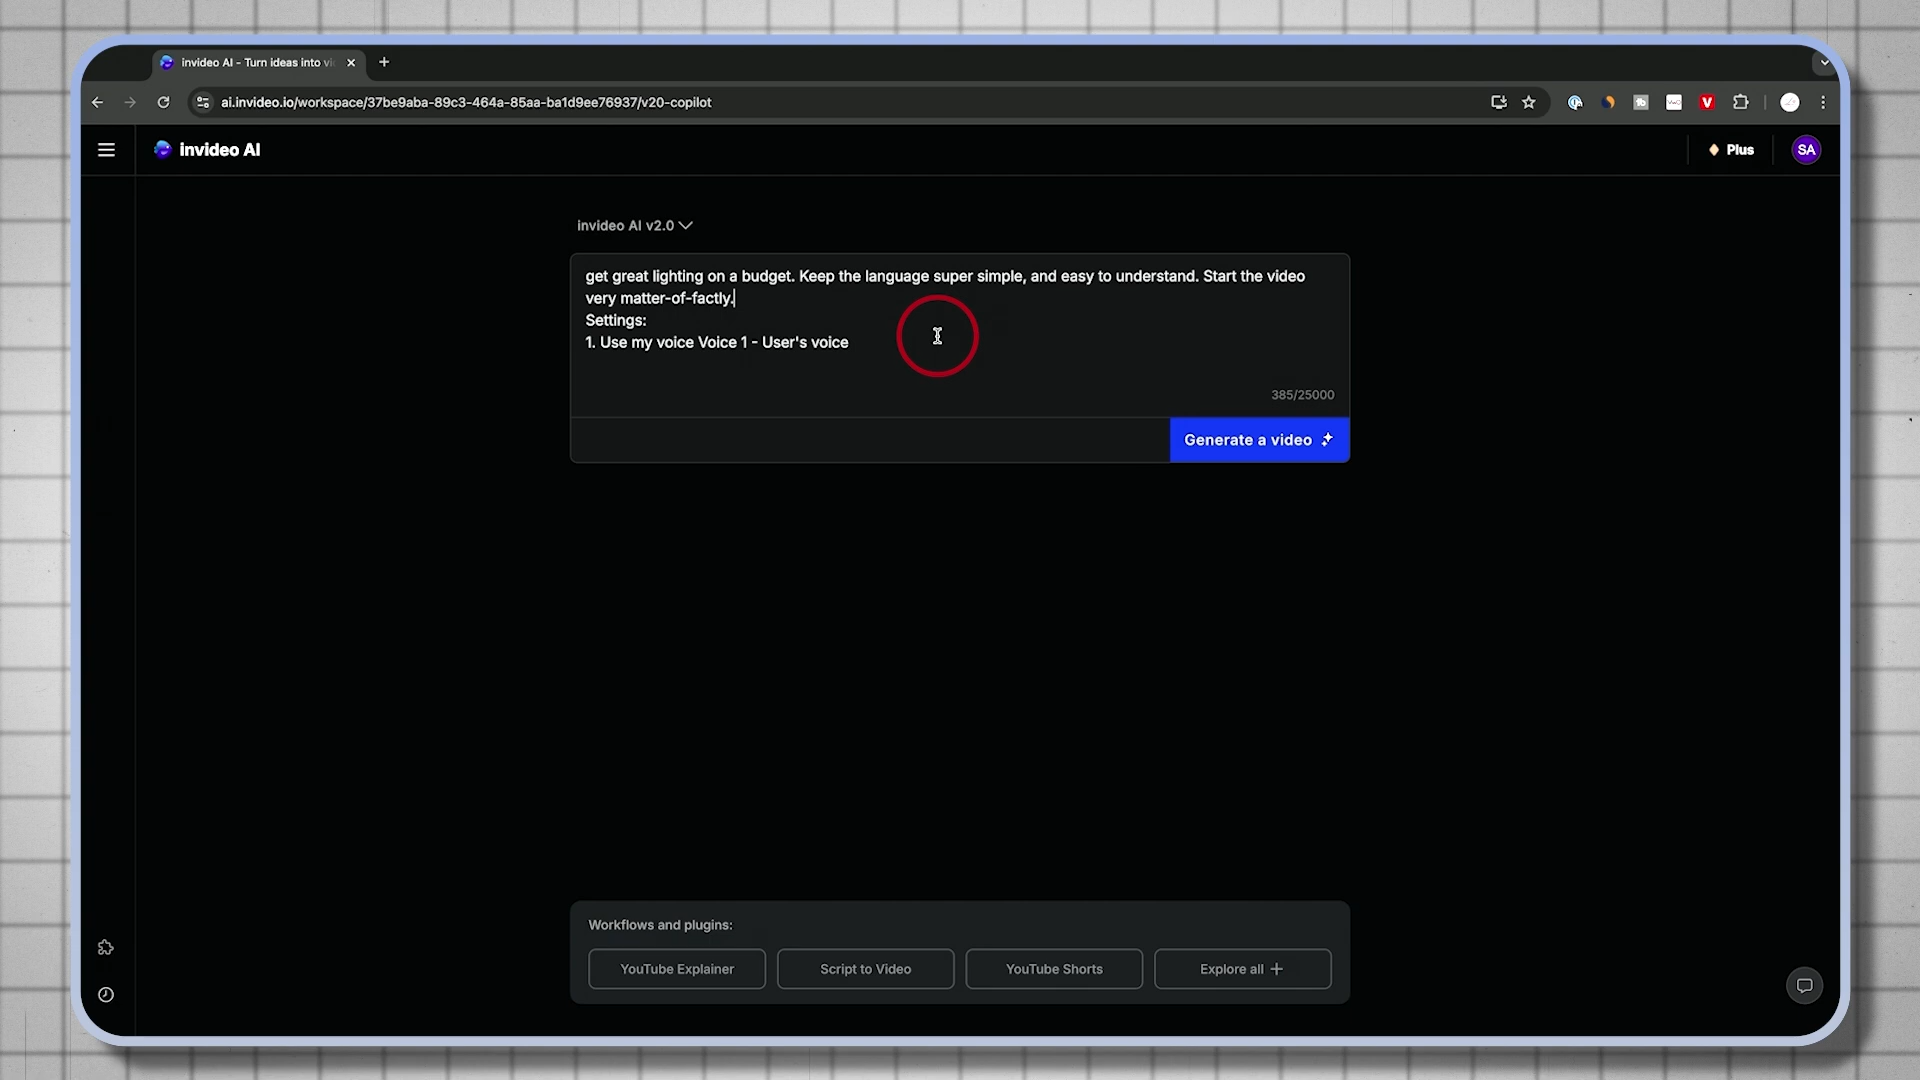 invideo AI - Turn ideas into vi
ai.invideo.io/workspace/37be9aba-89c3-464a-85aa-ba1d9ee76937/v20-copilot
V
invideo AI
Plus
SA
invideo AI v2.0
get great lighting on a budget. Keep the language super simple, and easy to understand. Start the video
very matter-of-factly.
Settings:
1. Use my voice Voice 1 - User's voice
385/25000
Generate a video
Workflows and plugins:
YouTube Explainer
Script to Video
YouTube Shorts
Explore all